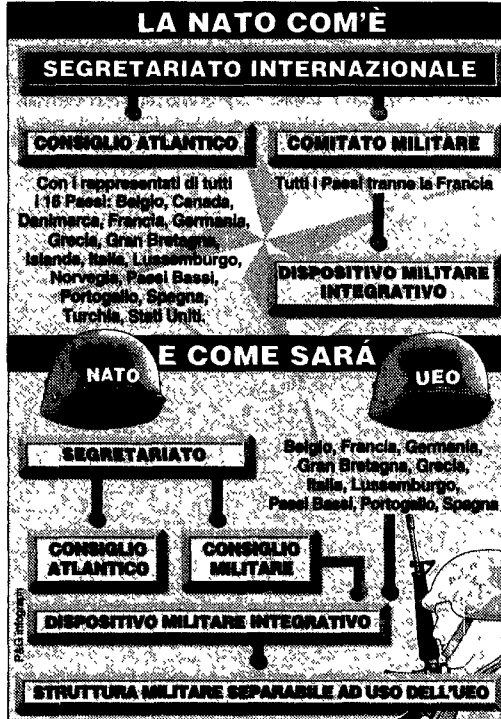 LA NATO COM'È
SEGRETARIATO INTERNAZIONALE
CONSIGLIO ATLANTICO
Con i rappresentati di tutti
i 16 Paesi: Belgio, Canada,
Danimarca, Francia, Germania,
Grecia, Gran Bretagna,
Islanda, Italia, Lussemburgo,
Norvegia, Paesi Bassi,
Portogallo, Spagna,
Turchia, Stati Uniti.
COMITATO MILITARE
Tutti i Paesi tranne la Francia
DISPOSITIVO MILITARE
INTEGRATIVO
E COME SARÁ
NATO
UEO
SEGRETARIATO
Belgio, Francia, Germania,
Gran Bretagna, Grecia,
Italia, Lussemburgo,
Paesi Bassi, Portogallo, Spagna
CONSIGLIO
ATLANTICO
CONSIGLIO
MILITARE
DISPOSITIVO MILITARE INTEGRATIVO
STRUTTURA MILITARE SEPARABILE AD USO DELL'UEO
P&G Infograph